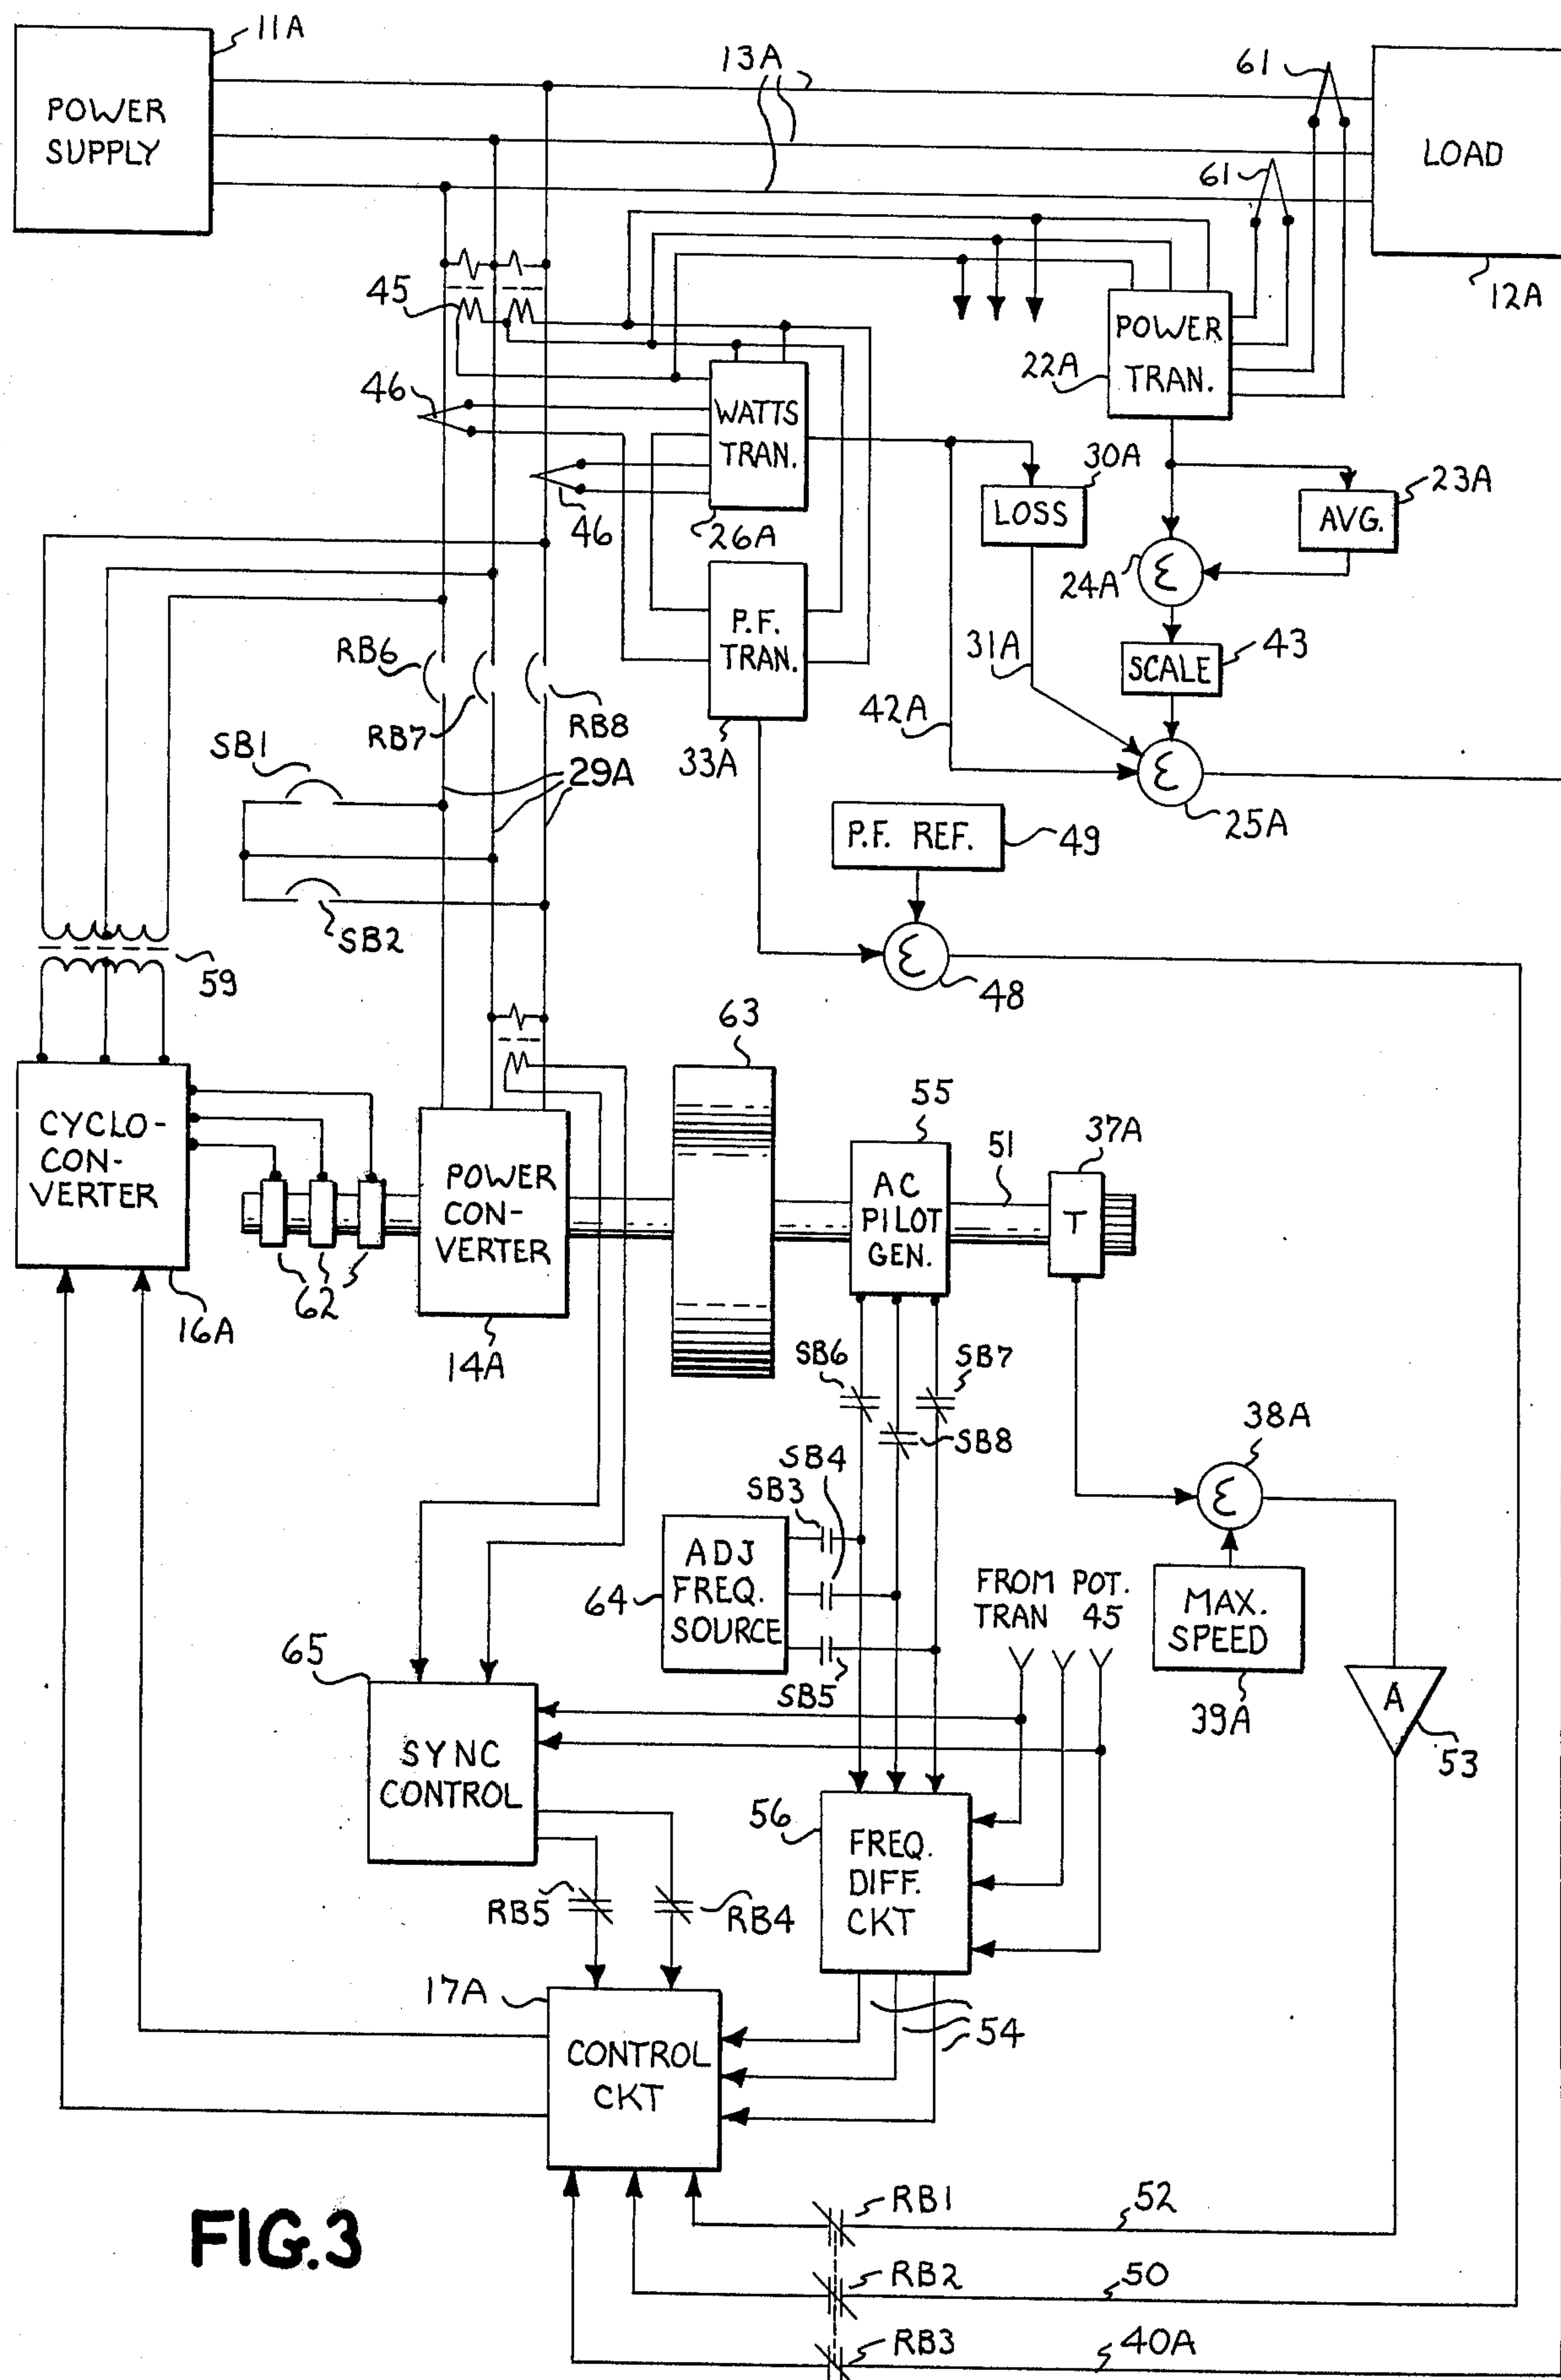 11A
13A
61
POWER
SUPPLY
LOAD
61
12A
45
POWER
TRAN.
22A
46
WATTS
TRAN.
30A
23A
LOSS
AVG.
46
26A
24A
Σ
P.F.
TRAN.
RB6
31A
43
SCALE
RB7
RB8
42A
SB1
29A
33A
Σ
25A
P.F. REF.
49
SB2
59
Σ
48
63
55
37A
51
CYCLO-
CON-
VERTER
POWER
CON-
VERTER
AC
PILOT
GEN.
T
62
16A
14A
SB6
SB7
SB8
38A
SB4
SB3
Σ
ADJ
FREQ.
SOURCE
64
FROM POT.
TRAN 45
MAX.
SPEED
65
SB5
39A
A
53
SYNC
CONTROL
56
FREQ.
DIFF.
CKT
RB5
RB4
17A
54
CONTROL
CKT
RB1
52
FIG.3
RB2
50
RB3
40A